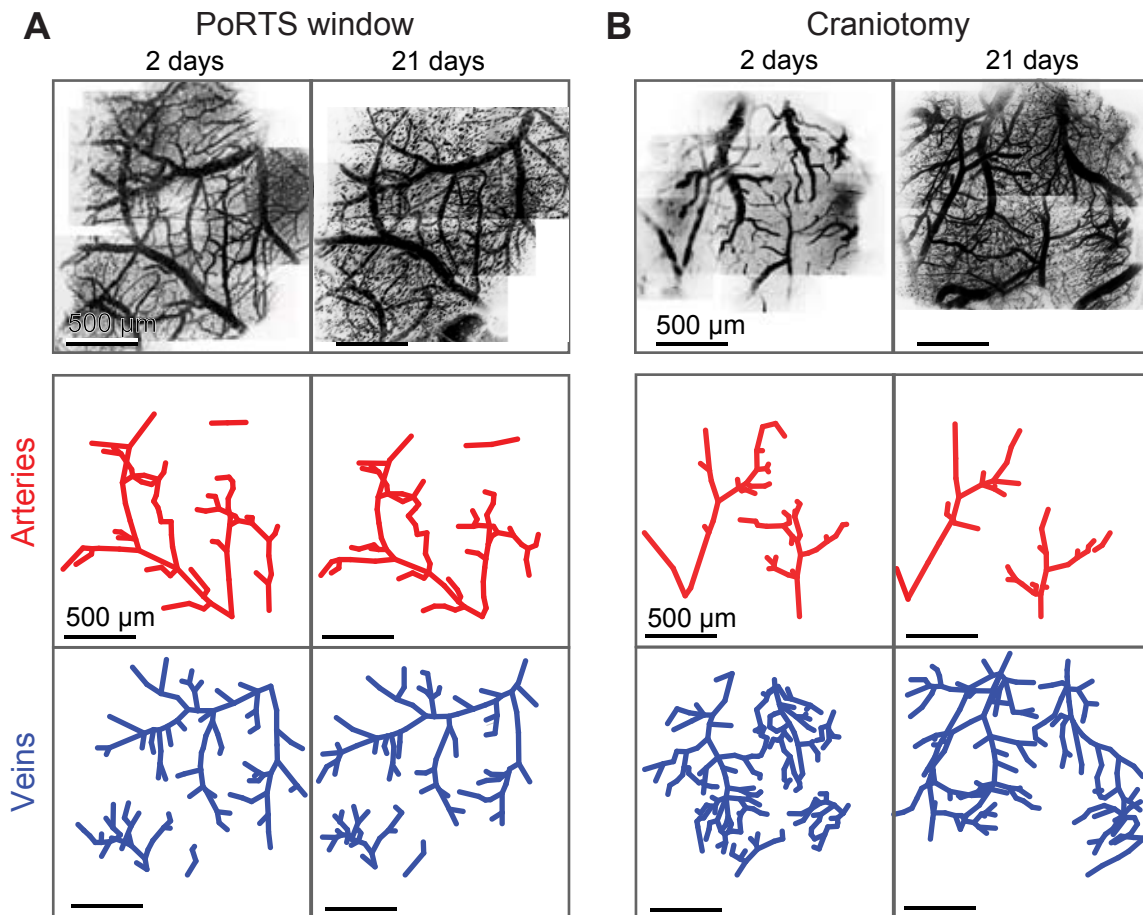 A PoRTS window
2 days 21 days
500 µm
B Craniotomy
2 days 21 days
500 µm
Arteries
500 µm
500 µm
Veins